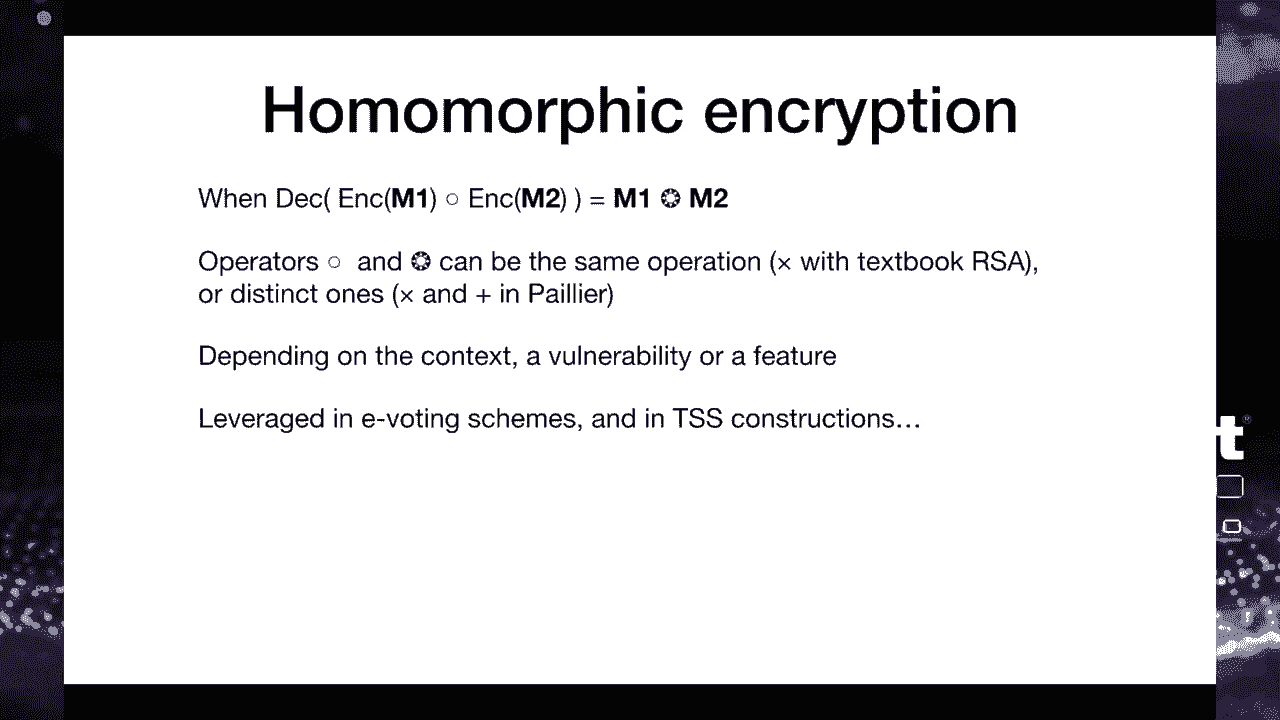 Homomorphic encryption
When Dec( Enc(M1) ○ Enc(M2) ) = M1 ❂ M2
Operators ○ and ❂ can be the same operation (× with textbook RSA),
or distinct ones (× and + in Paillier)
Depending on the context, a vulnerability or a feature
Leveraged in e-voting schemes, and in TSS constructions…
t